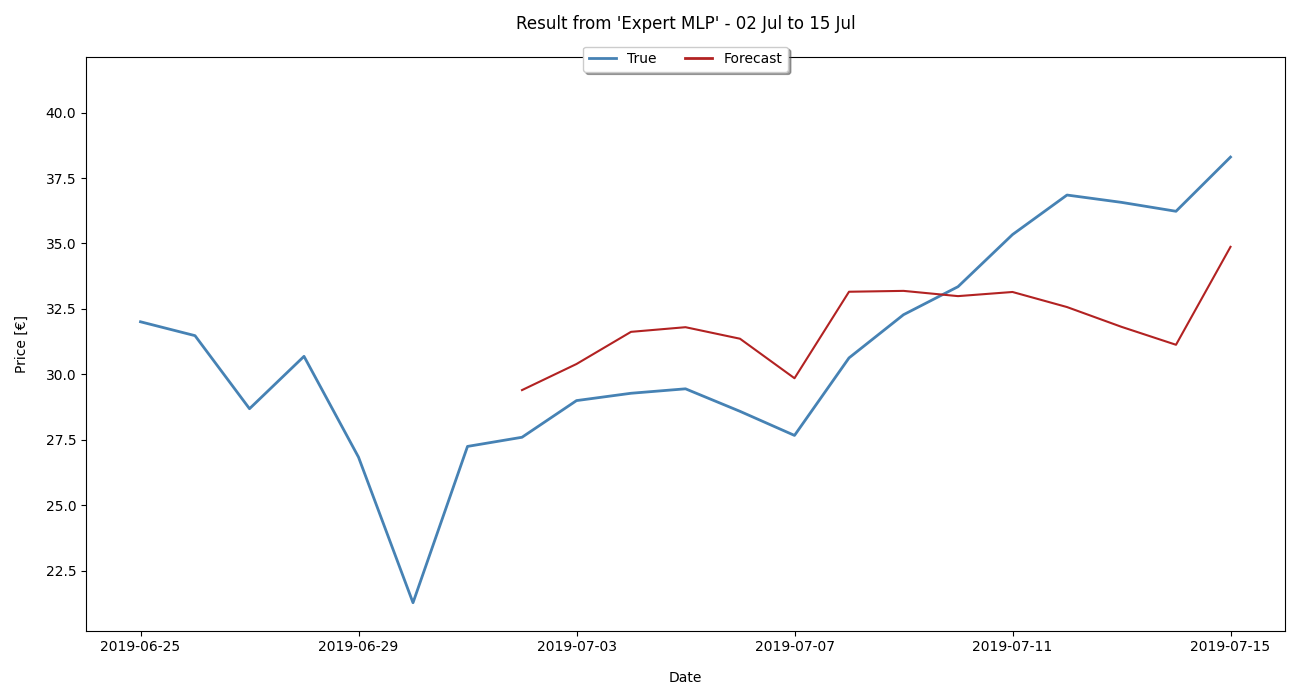 Result from 'Expert MLP' - 02 Jul to 15 Jul
True Forecast
40.0
37.5
35.0
32.5
30.0
27.5
25.0
22.5
Price [€]
2019-06-25 2019-06-29 2019-07-03 2019-07-07 2019-07-11 2019-07-15
Date